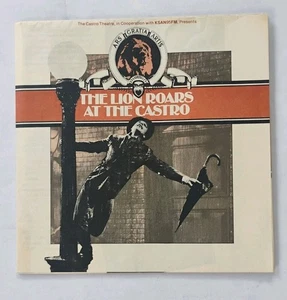 The Castro Theatre, in Cooperation with KSAN/FM, Presents
ARS GRATIA ARTIS
THE LION ROARS
AT THE CASTRO